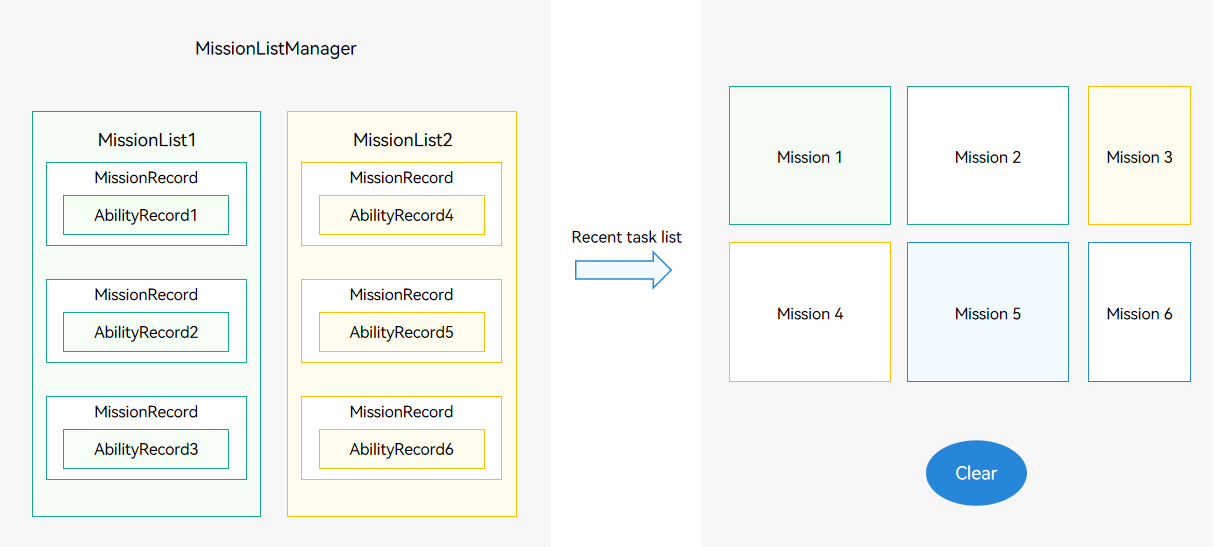 MissionListManager
MissionList1
MissionRecord
AbilityRecord1
MissionRecord
AbilityRecord2
MissionRecord
AbilityRecord3
MissionList2
MissionRecord
AbilityRecord4
MissionRecord
AbilityRecord5
MissionRecord
AbilityRecord6
Recent task list
Mission 1
Mission 2
Mission 3
Mission 4
Mission 5
Mission 6
Clear